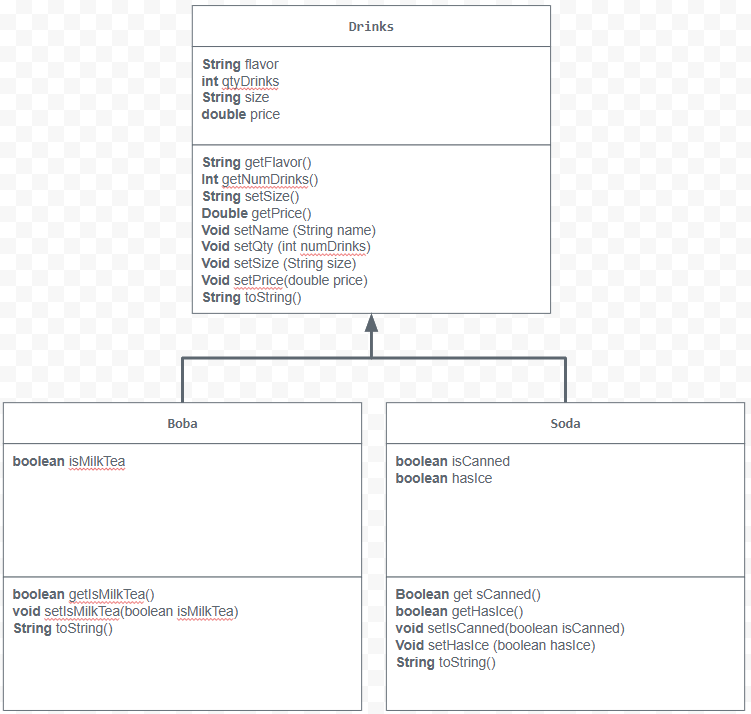 Drinks
String flavor
int qtyDrinks
String size
double price
String getFlavor()
Int getNumDrinks()
String setSize()
Double getPrice()
Void setName (String name)
Void setQty (int numDrinks)
Void setSize (String size)
Void setPrice(double price)
String toString()
Boba
boolean isMilkTea
boolean getIsMilkTea()
void setIsMilkTea(boolean isMilkTea)
String toString()
Soda
boolean isCanned
boolean hasIce
Boolean get sCanned()
boolean getHasIce()
void setIsCanned(boolean isCanned)
Void setHasIce (boolean hasIce)
String toString()